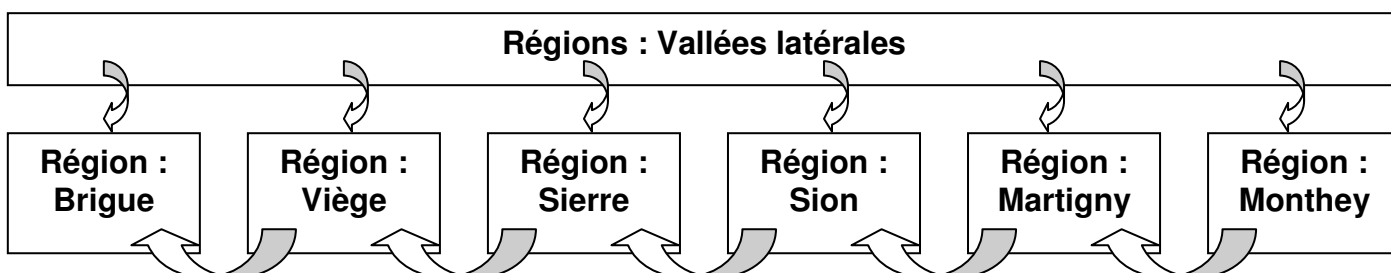 Régions : Vallées latérales
Région :
Brigue
Région :
Viège
Région :
Sierre
Région :
Sion
Région :
Martigny
Région :
Monthey